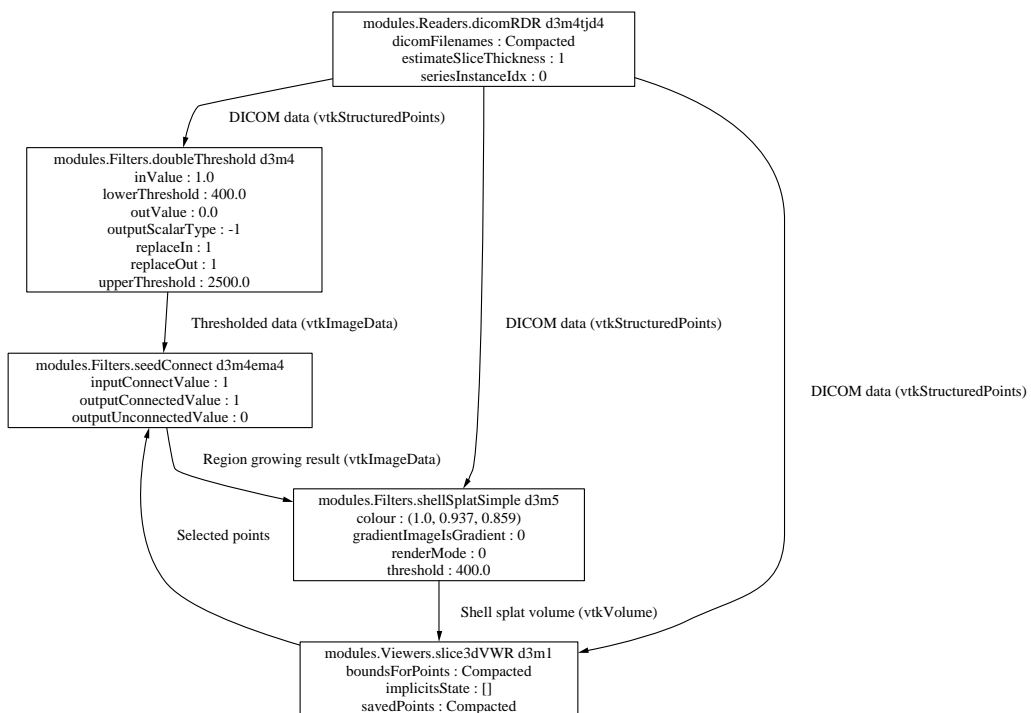 modules.Readers.dicomRDR d3m4tjd4
dicomFilenames : Compacted
estimateSliceThickness : 1
seriesInstanceIdx : 0
DICOM data (vtkStructuredPoints)
modules.Filters.doubleThreshold d3m4
inValue : 1.0
lowerThreshold : 400.0
outValue : 0.0
outputScalarType : -1
replaceIn : 1
replaceOut : 1
upperThreshold : 2500.0
Thresholded data (vtkImageData)
DICOM data (vtkStructuredPoints)
modules.Filters.seedConnect d3m4ema4
inputConnectValue : 1
outputConnectedValue : 1
outputUnconnectedValue : 0
DICOM data (vtkStructuredPoints)
Region growing result (vtkImageData)
modules.Filters.shellSplatSimple d3m5
colour : (1.0, 0.937, 0.859)
gradientImageIsGradient : 0
renderMode : 0
threshold : 400.0
Selected points
Shell splat volume (vtkVolume)
modules.Viewers.slice3dVWR d3m1
boundsForPoints : Compacted
implicitsState : []
savedPoints : Compacted